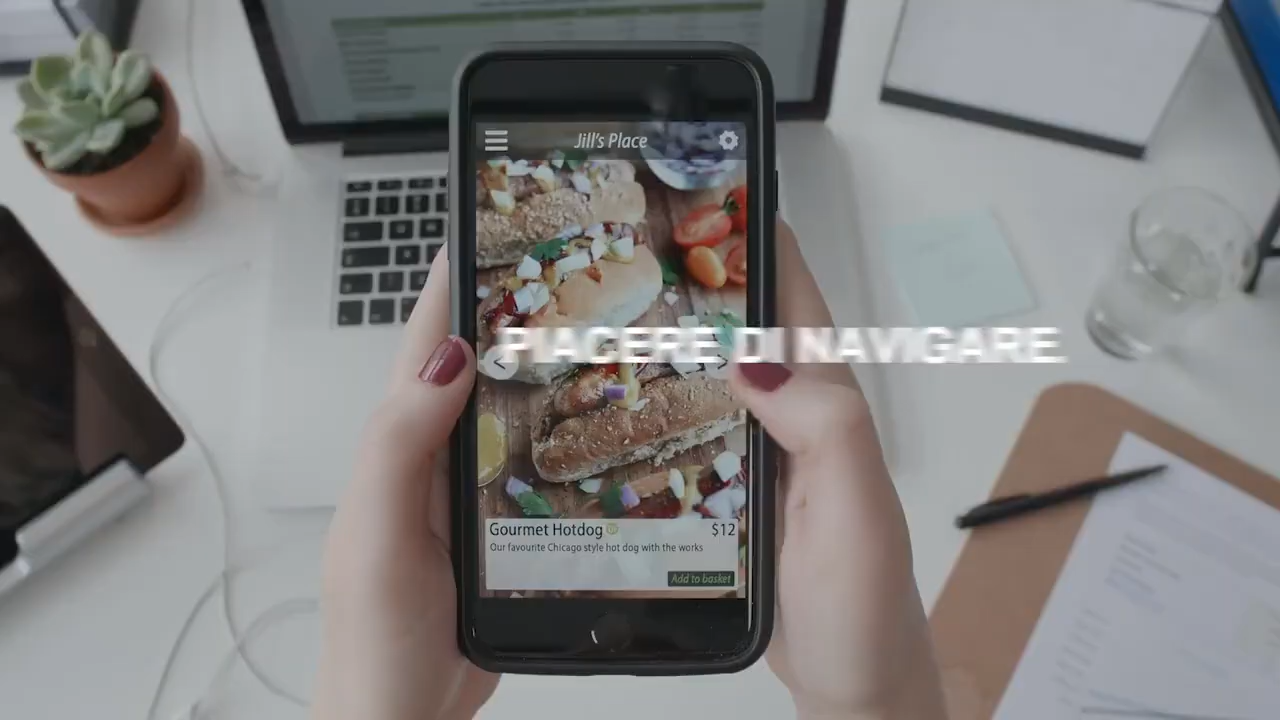 Jill's Place
PIACERE DI NAVIGARE.
<
>
Gourmet Hotdog
$12
Our favourite Chicago style hot dog with the works
Add to basket